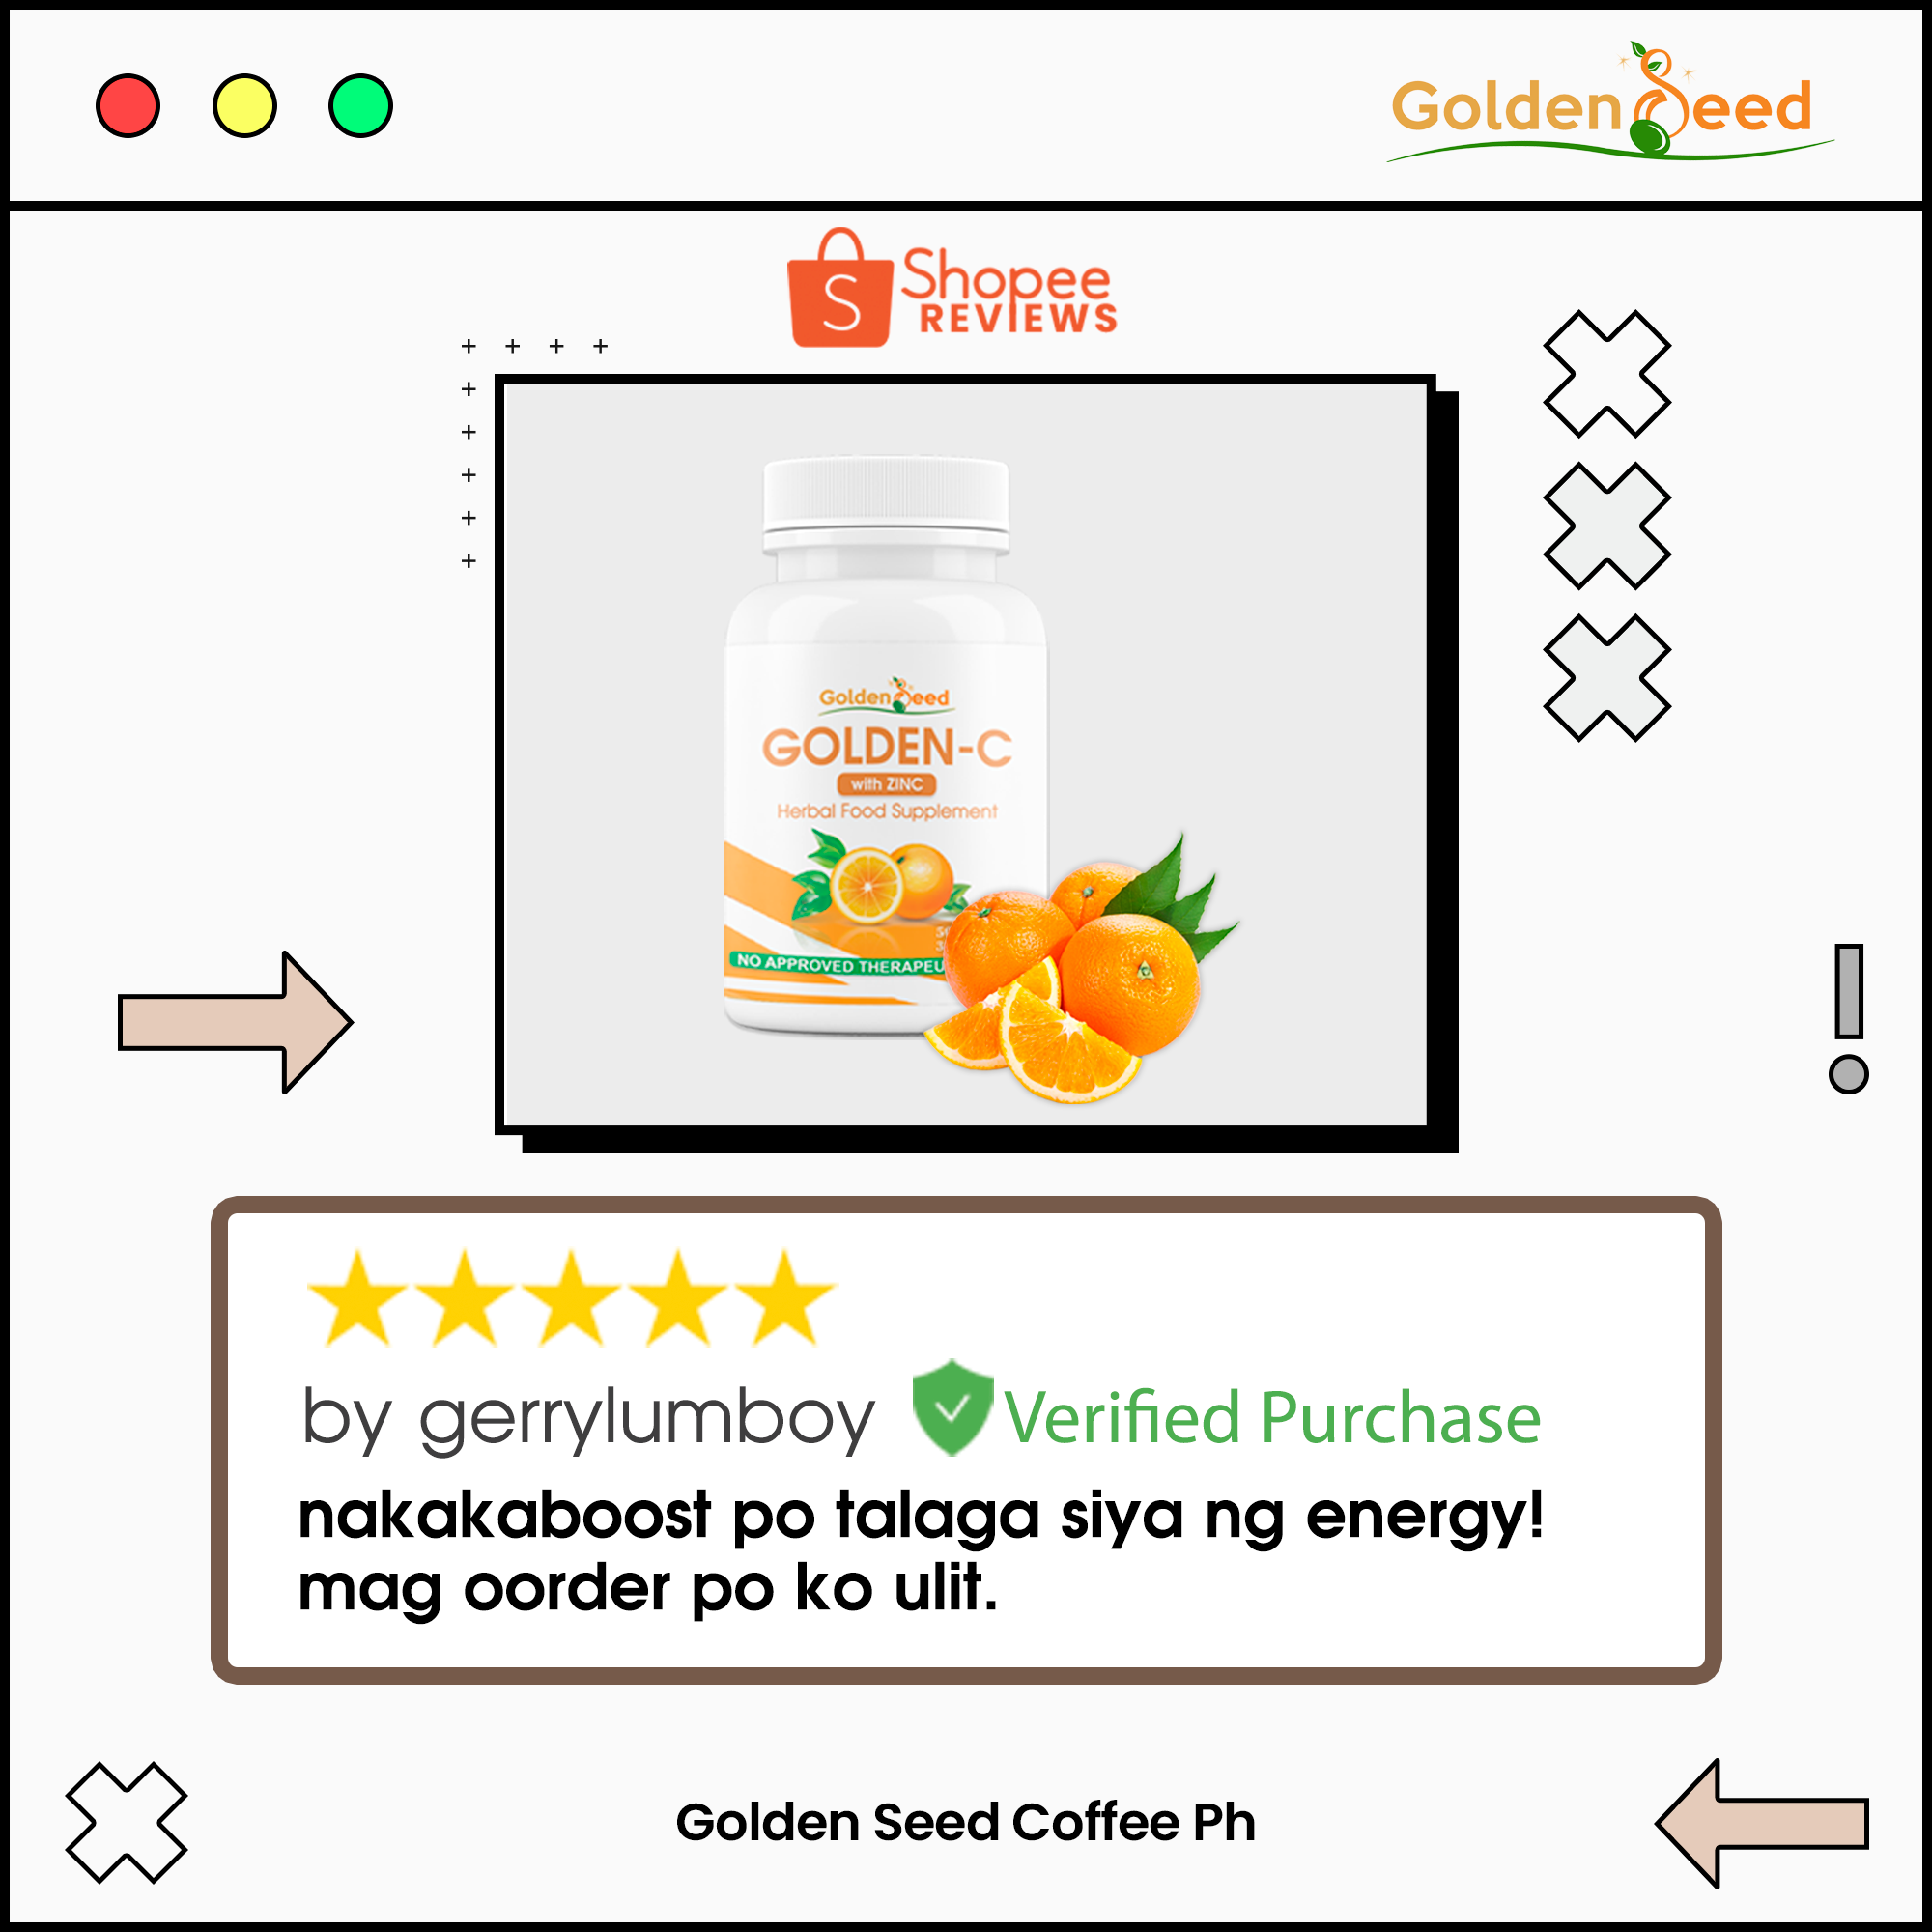 Golden Seed
Shopee
REVIEWS
Golden Seed
GOLDEN-C
with ZINC
Herbal Food Supplement
NO APPROVED
by gerrylumboy Verified Purchase
nakakaboost po talaga siya ng energy!
mag oorder po ko ulit.
Golden Seed Coffee Ph